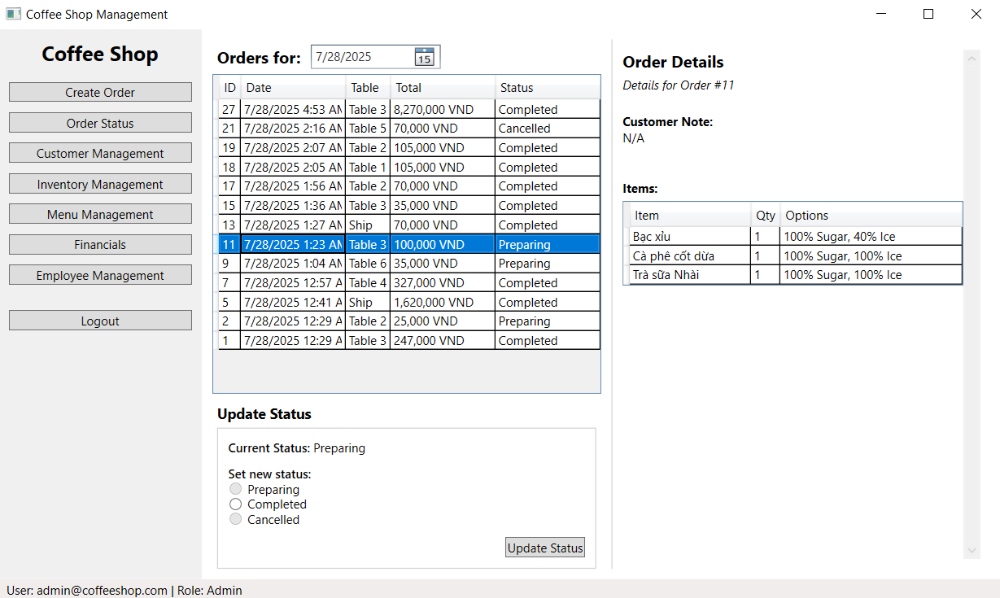 Coffee Shop Management
Coffee Shop
Create Order
Order Status
Customer Management
Inventory Management
Menu Management
Financials
Employee Management
Logout
Orders for: 7/28/2025 15
ID Date Table Total Status
27 7/28/2025 4:53 AM Table 3 8,270,000 VND Completed
21 7/28/2025 2:16 AM Table 5 70,000 VND Cancelled
19 7/28/2025 2:07 AM Table 2 105,000 VND Completed
18 7/28/2025 2:05 AM Table 1 105,000 VND Completed
17 7/28/2025 1:56 AM Table 2 70,000 VND Completed
15 7/28/2025 1:36 AM Table 3 35,000 VND Completed
13 7/28/2025 1:27 AM Ship 70,000 VND Completed
11 7/28/2025 1:23 AM Table 3 100,000 VND Preparing
9 7/28/2025 1:04 AM Table 6 35,000 VND Preparing
7 7/28/2025 12:57 A Table 4 327,000 VND Completed
5 7/28/2025 12:41 A Ship 1,620,000 VND Completed
2 7/28/2025 12:29 A Table 2 25,000 VND Preparing
1 7/28/2025 12:29 A Table 3 247,000 VND Completed
Update Status
Current Status: Preparing
Set new status:
Preparing
Completed
Cancelled
Update Status
Order Details
Details for Order #11
Customer Note:
N/A
Items:
Item Qty Options
Bạc xỉu 1 100% Sugar, 40% Ice
Cà phê cốt dừa 1 100% Sugar, 100% Ice
Trà sữa Nhài 1 100% Sugar, 100% Ice
User: admin@coffeeshop.com | Role: Admin